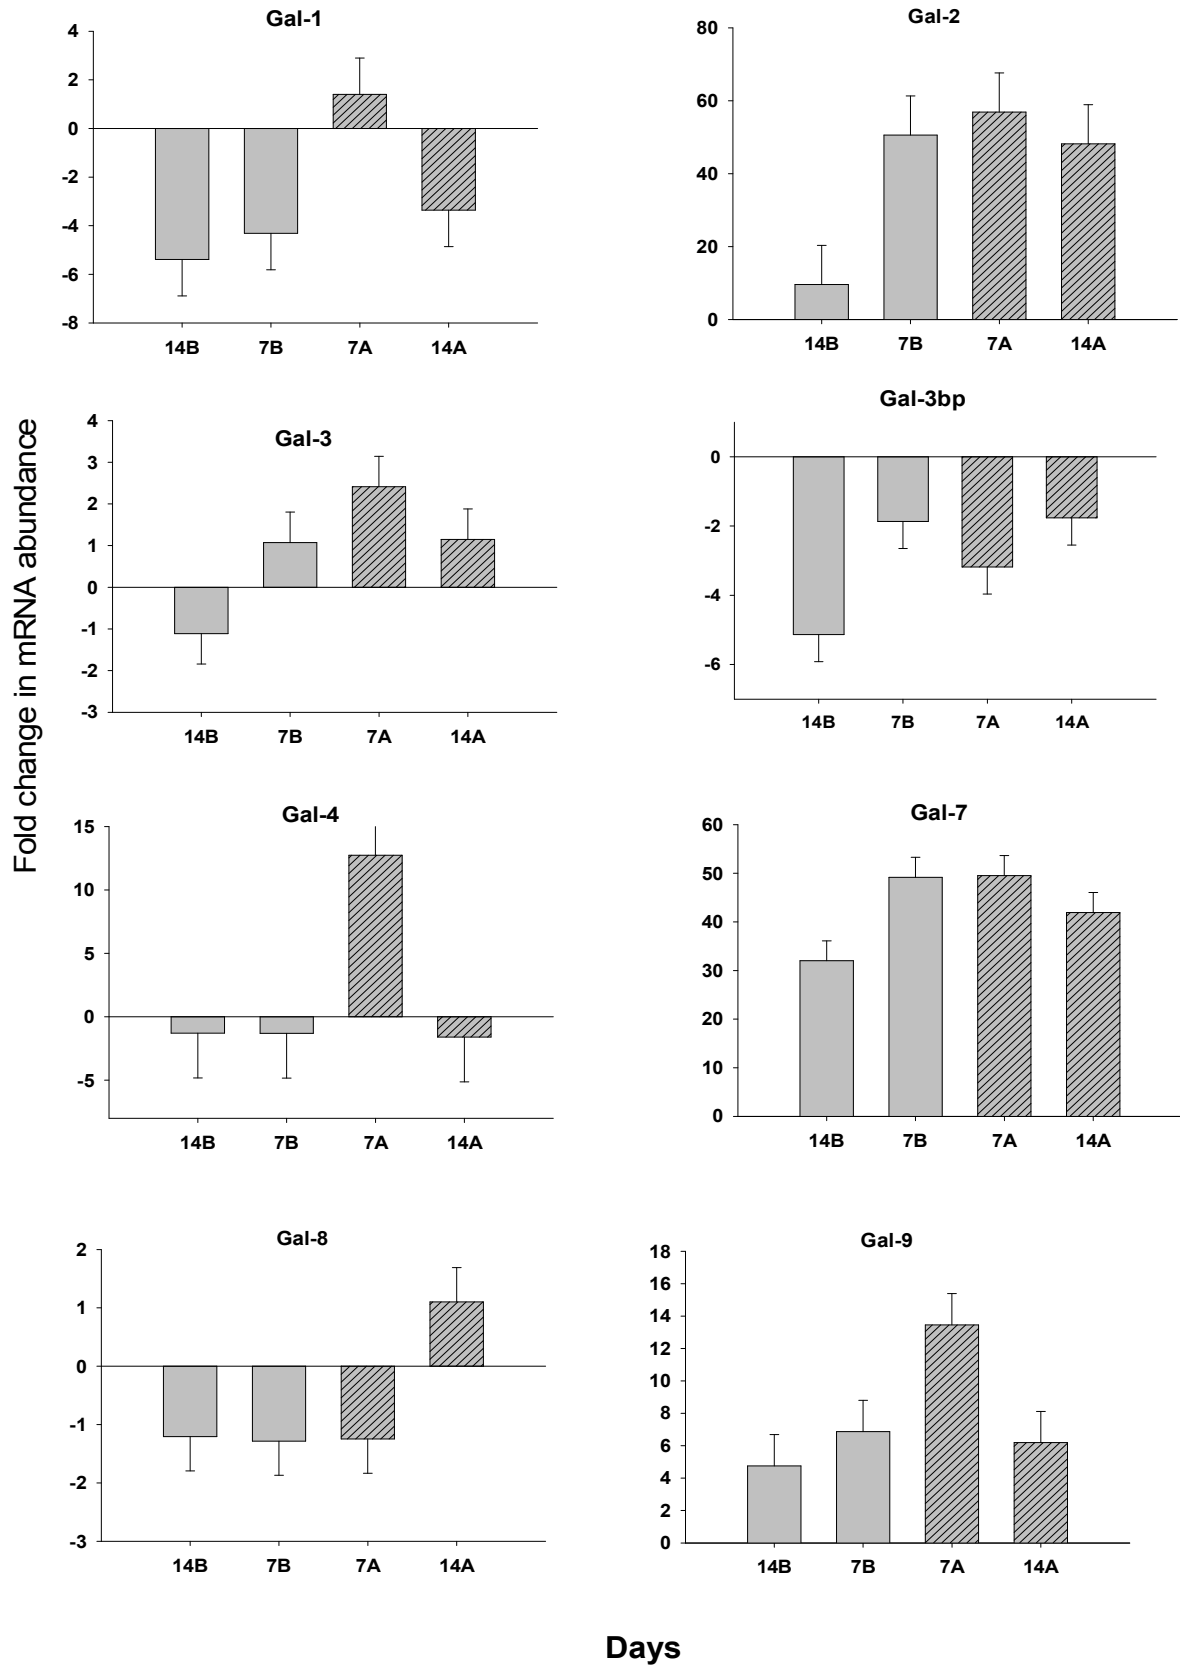 Fold change in mRNA abundance
Gal-1
4
2
0
-2
-4
-6
-8
14B 7B 7A 14A
Gal-2
80
60
40
20
0
14B 7B 7A 14A
Gal-3
4
3
2
1
0
-1
-2
-3
14B 7B 7A 14A
Gal-3bp
0
-2
-4
-6
14B 7B 7A 14A
Gal-4
15
10
5
0
-5
14B 7B 7A 14A
Gal-7
60
50
40
30
20
10
0
14B 7B 7A 14A
Gal-8
2
1
0
-1
-2
-3
14B 7B 7A 14A
Gal-9
18
16
14
12
10
8
6
4
2
0
14B 7B 7A 14A
Days